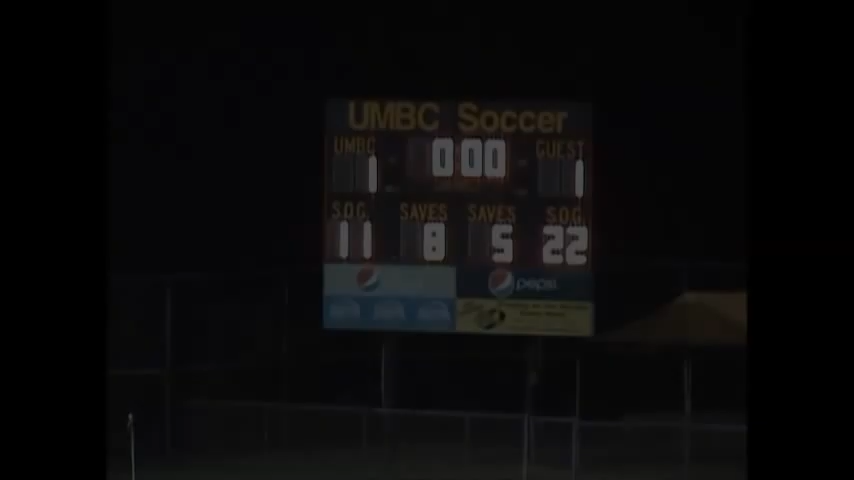 UMBC Soccer
UMBC 0:00 GUEST
1 1
S.O.G. SAVES SAVES S.O.G.
11 8 5 22
pepsi